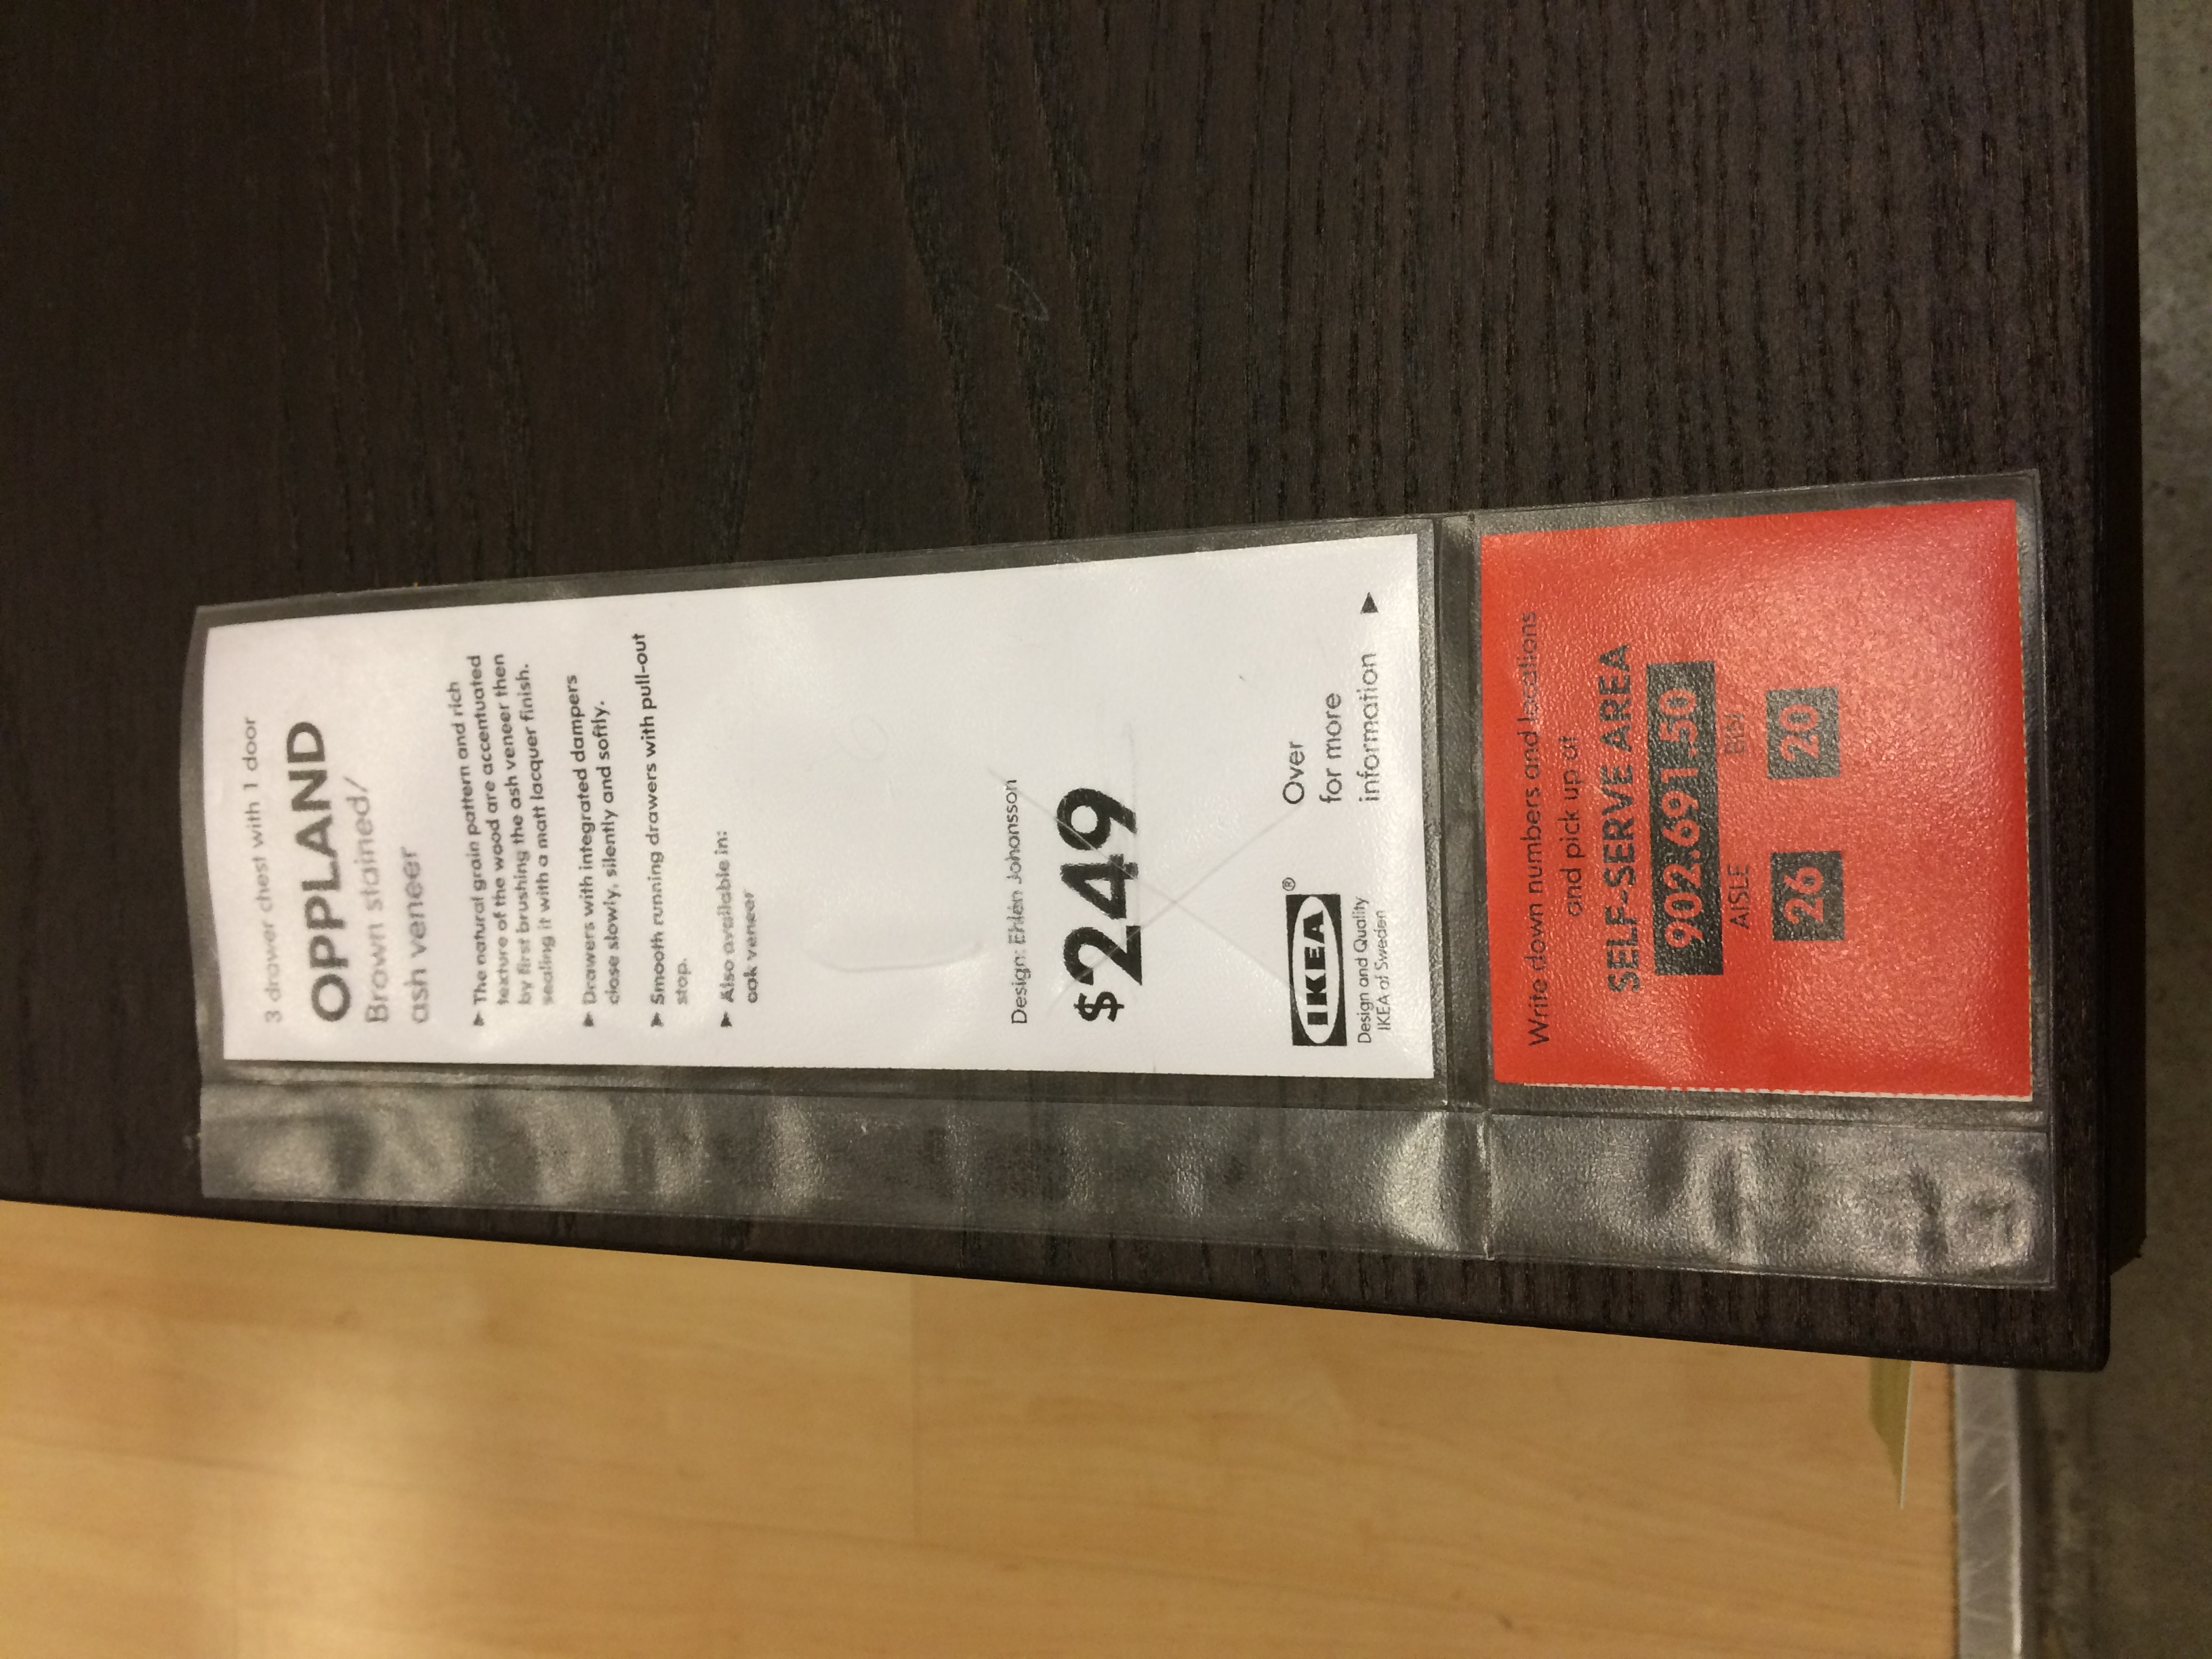 3 drawer chest with 1 door
OPPLAND
Brown stained/
ash veneer
▶ The natural grain pattern and rich
texture of the wood are accentuated
by first brushing the ash veneer then
sealing it with a matt lacquer finish.
▶ Drawers with integrated dampers
close slowly, silently and softly.
▶ Smooth running drawers with pull-out
stop.
▶ Also available in:
oak veneer
Design: Ehlén Johansson
$249
IKEA®
Design and Quality
IKEA of Sweden
Over
for more
information ▶
Write down numbers and locations
and pick up at
SELF-SERVE AREA
902.691.50
AISLE BIN
26 20